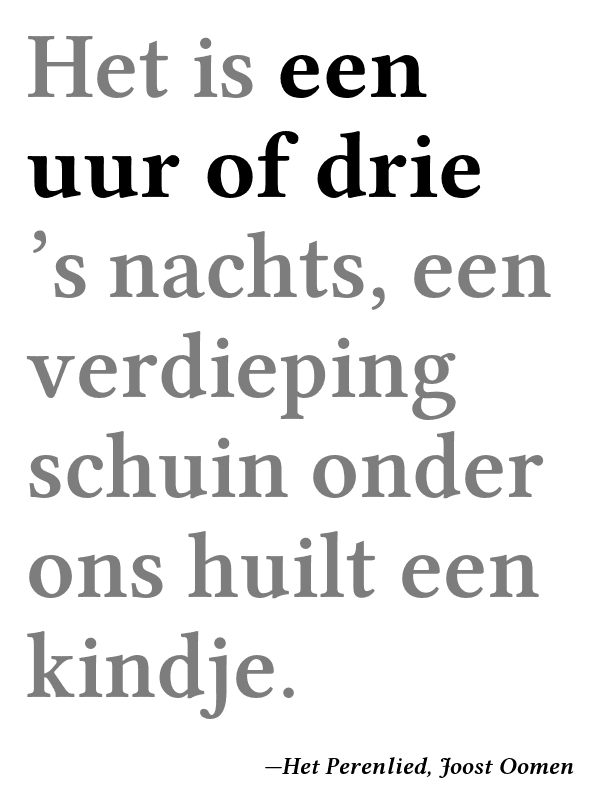 Het is een
uur of drie
’s nachts, een
verdieping
schuin onder
ons huilt een
kindje.
—Het Perenlied, Joost Oomen